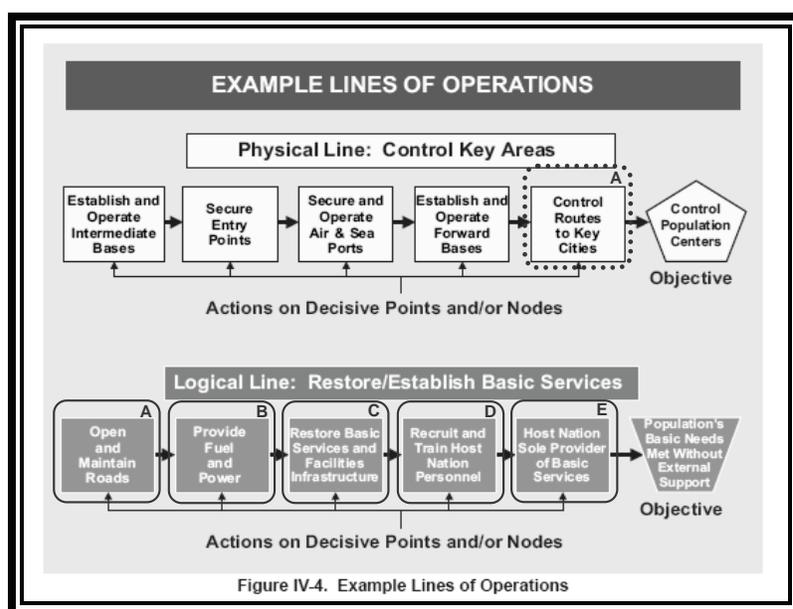 EXAMPLE LINES OF OPERATIONS
Physical Line: Control Key Areas
A
Establish and
Operate
Intermediate
Bases
Secure
Entry
Points
Secure and
Operate
Air & Sea
Ports
Establish and
Operate
Forward
Bases
Control
Routes
to Key
Cities
Control
Population
Centers
Objective
Actions on Decisive Points and/or Nodes
Logical Line: Restore/Establish Basic Services
A
Open
and
Maintain
Roads
B
Provide
Fuel
and
Power
C
Restore Basic
Services and
Facilities
Infrastructure
D
Recruit and
Train Host
Nation
Personnel
E
Host Nation
Sole Provider
of Basic
Services
Population's
Basic Needs
Met Without
External
Support
Objective
Actions on Decisive Points and/or Nodes
Figure IV-4. Example Lines of Operations